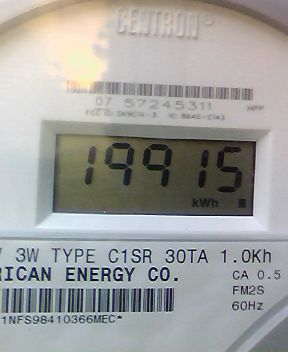 CENTRON®
07 57245311
19915
kWh
3W TYPE C1SR 30TA 1.0Kh
RICAN ENERGY CO.
CA 0.5
FM2S
60Hz
1NFS98410366MEC*